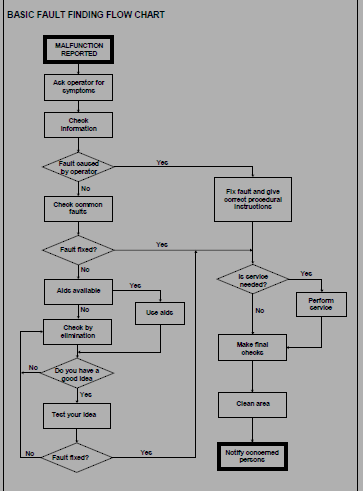 BASIC FAULT FINDING FLOW CHART
MALFUNCTION
REPORTED
Ask operator for
symptoms
Check
information
Fault caused
by operator
Yes
No
Fix fault and give
correct procedural
instructions
Check common
faults
Fault fixed?
Yes
No
Is service
needed?
Yes
No
Perform
service
Aids available
Yes
No
Use aids
Check by
elimination
Make final
checks
Do you have a
good idea
No
Yes
Test your idea
Clean area
Fault fixed?
No
Yes
Notify concerned
persons